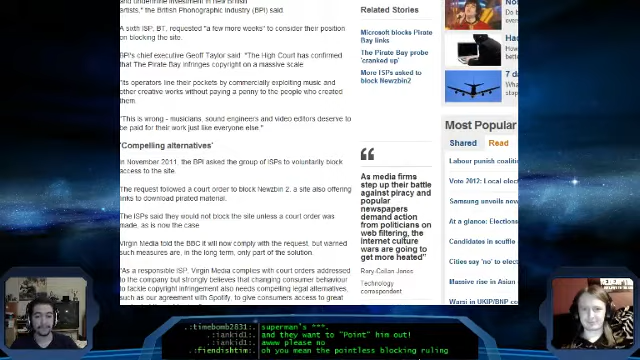 and undermine investment in new British
artists," the British Phonographic Industry (BPI) said.
A sixth ISP, BT, requested "a few more weeks" to consider their position
on blocking the site.
BPI's chief executive Geoff Taylor said: "The High Court has confirmed
that The Pirate Bay infringes copyright on a massive scale.
"Its operators line their pockets by commercially exploiting music and
other creative works without paying a penny to the people who created
them.
"This is wrong - musicians, sound engineers and video editors deserve to
be paid for their work just like everyone else."
'Compelling alternatives'
In November 2011, the BPI asked the group of ISPs to voluntarily block
access to the site.
The request followed a court order to block Newzbin 2, a site also offering
links to download pirated material.
The ISPs said they would not block the site unless a court order was
made, as is now the case.
Virgin Media told the BBC it will now comply with the request, but warned
such measures are, in the long term, only part of the solution.
"As a responsible ISP, Virgin Media complies with court orders addressed
to the company but strongly believes that changing consumer behaviour
to tackle copyright infringement also needs compelling legal alternatives,
such as our agreement with Spotify, to give consumers access to great
Related Stories
Microsoft blocks Pirate
Bay links
The Pirate Bay probe
'cranked up'
More ISPs asked to
block Newzbin2
As media firms
step up their battle
against piracy and
popular
newspapers
demand action
from politicians on
web filtering, the
internet culture
wars are going to
get more heated"
Rory Cellan-Jones
Technology
correspondent
Most Popular
Shared Read
Labour punish coalitio
Vote 2012: Local elec
Samsung unveils new
At a glance: Elections
Candidates in scuffle
Cities say 'no' to elect
Massive rise in Asian
Warsi in UKIP/BNP con
.:timebomb2831:. superman's ***.
.:iankid1:. and they want to "Point" him out!
.:iankid1:. awww please no
.:fiendishtim:. oh you mean the pointless blocking ruling